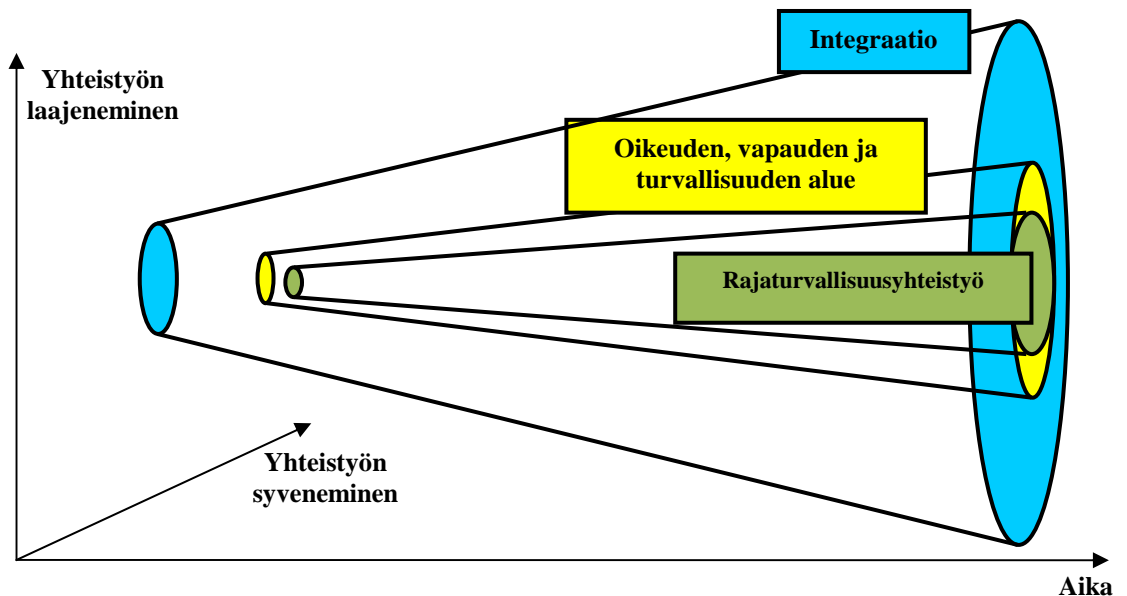 Integraatio
Yhteistyön
laajeneminen
Oikeuden, vapauden ja
turvallisuuden alue
Rajaturvallisuusyhteistyö
Yhteistyön
syveneminen
Aika